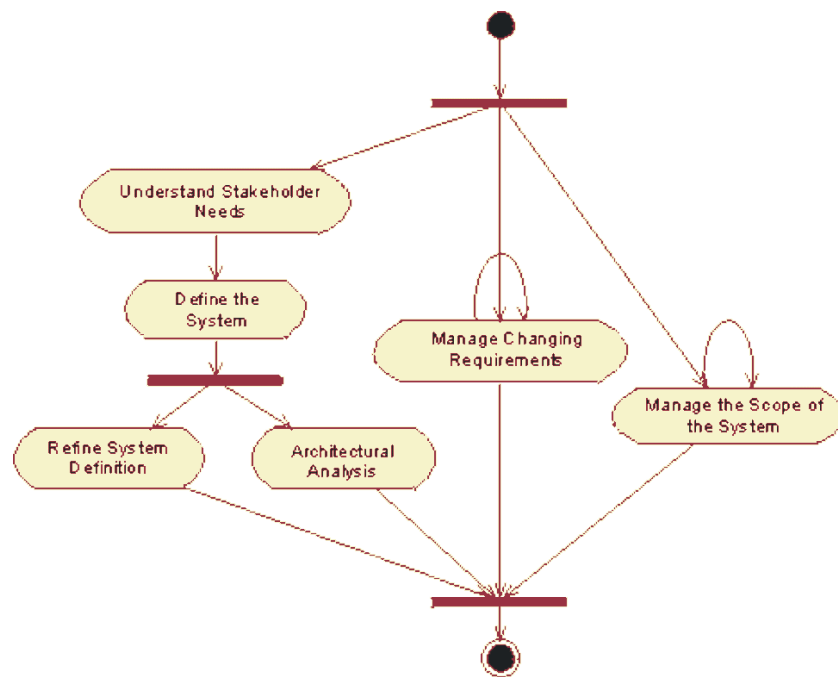 Understand Stakeholder
Needs
Define the
System
Manage Changing
Requirements
Manage the Scope of
the System
Refine System
Definition
Architectural
Analysis